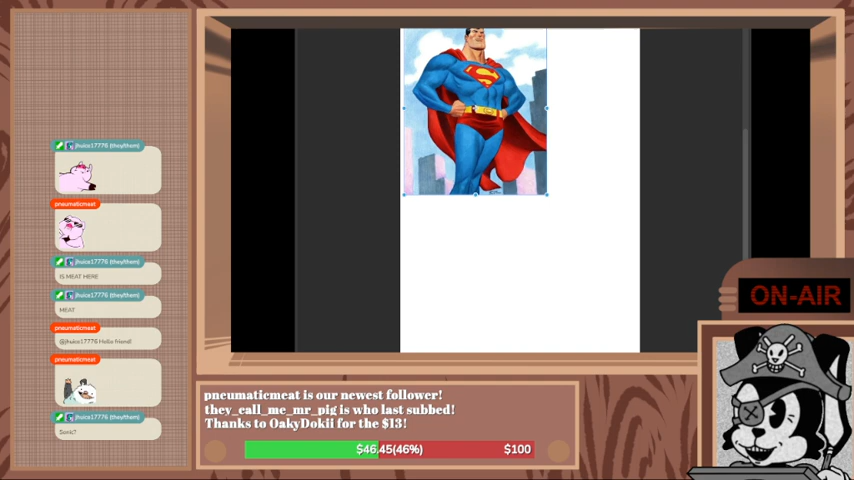 jhuice17776 (they/them)
pneumaticmeat
jhuice17776 (they/them)
IS MEAT HERE
jhuice17776 (they/them)
MEAT
pneumaticmeat
@jhuice17776 Hello friend!
pneumaticmeat
jhuice17776 (they/them)
Sonic?
S
ON-AIR
pneumaticmeat is our newest follower!
they_call_me_mr_pig is who last subbed!
Thanks to OakyDokii for the $13!
$46.45(46%)
$100